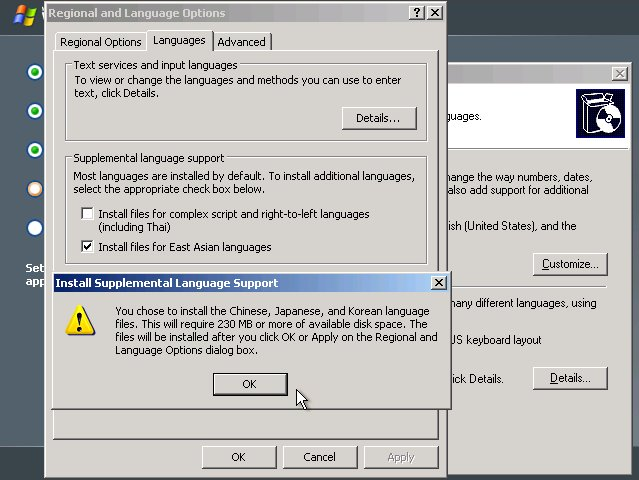 Regional and Language Options
Regional Options
Languages
Advanced
Text services and input languages
To view or change the languages and methods you can use to enter
text, click Details.
Details...
Supplemental language support
Most languages are installed by default. To install additional languages,
select the appropriate check box below.
Install files for complex script and right-to-left languages
(including Thai)
Install files for East Asian languages
Install Supplemental Language Support
You chose to install the Chinese, Japanese, and Korean language
files. This will require 230 MB or more of available disk space. The
files will be installed after you click OK or Apply on the Regional and
Language Options dialog box.
OK
OK
Cancel
Apply
guages.
ange the way numbers, dates,
also add support for additional
ish (United States), and the
Customize...
any different languages, using
US keyboard layout
ick Details.
Details...
Set
app